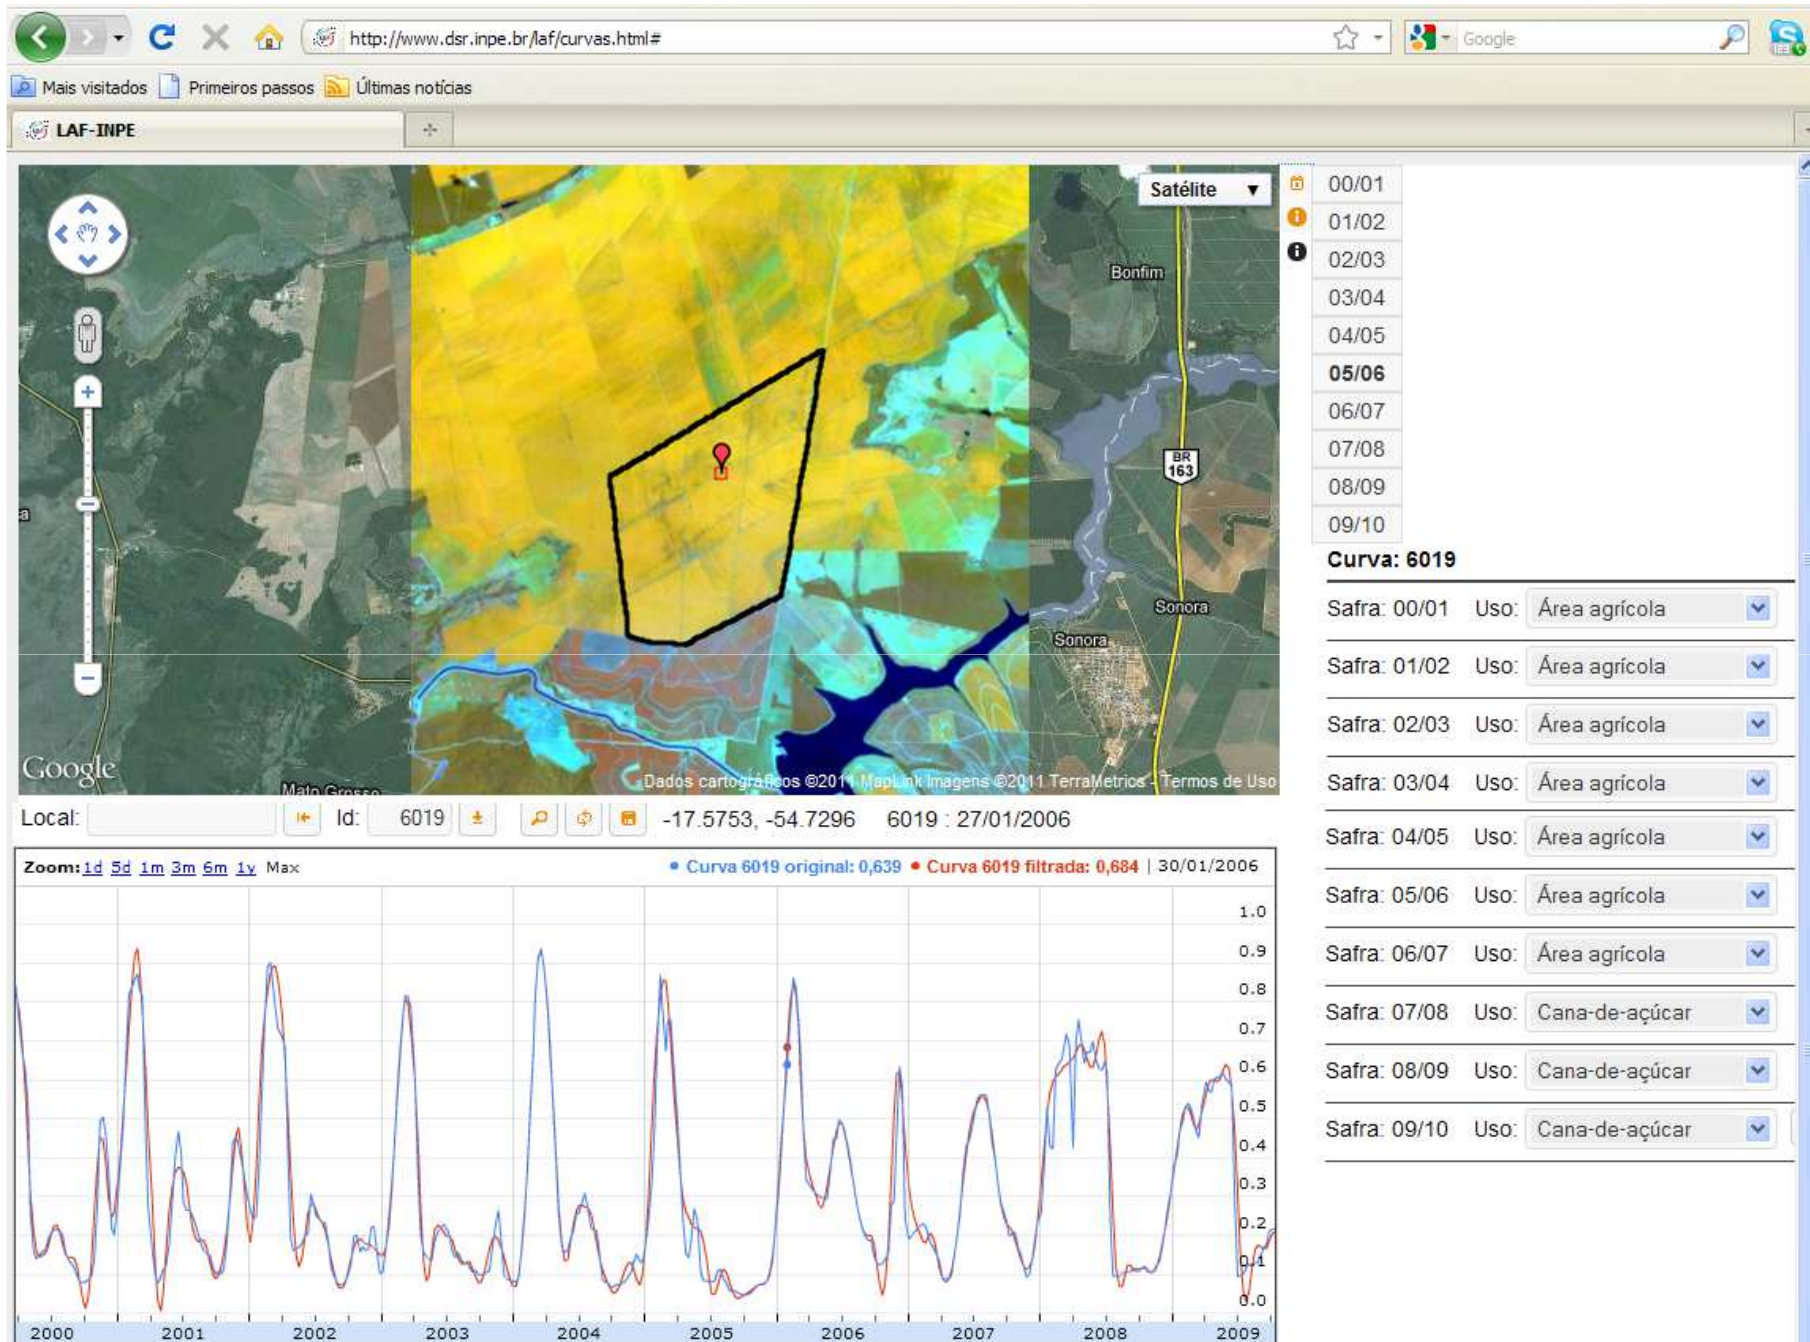 http://www.dsr.inpe.br/laf/curvas.html#
Google
Mais visitados
Primeiros passos
Últimas notícias
LAF-INPE
Satélite
00/01
01/02
02/03
03/04
04/05
05/06
06/07
07/08
08/09
09/10
Bonfim
BR
163
Sonora
Sonora
a
Google
Mato Grosso
Dados cartográficos ©2011 MapLink Imagens ©2011 TerraMetrics - Termos de Uso
Curva: 6019
Safra: 00/01 Uso: Área agrícola
Safra: 01/02 Uso: Área agrícola
Safra: 02/03 Uso: Área agrícola
Safra: 03/04 Uso: Área agrícola
Safra: 04/05 Uso: Área agrícola
Safra: 05/06 Uso: Área agrícola
Safra: 06/07 Uso: Área agrícola
Safra: 07/08 Uso: Cana-de-açúcar
Safra: 08/09 Uso: Cana-de-açúcar
Safra: 09/10 Uso: Cana-de-açúcar
Local: Id: 6019 -17.5753, -54.7296 6019 : 27/01/2006
Zoom: 1d 5d 1m 3m 6m 1y Max Curva 6019 original: 0,639 Curva 6019 filtrada: 0,684 | 30/01/2006
1.0
0.9
0.8
0.7
0.6
0.5
0.4
0.3
0.2
0.1
0.0
2000 2001 2002 2003 2004 2005 2006 2007 2008 2009